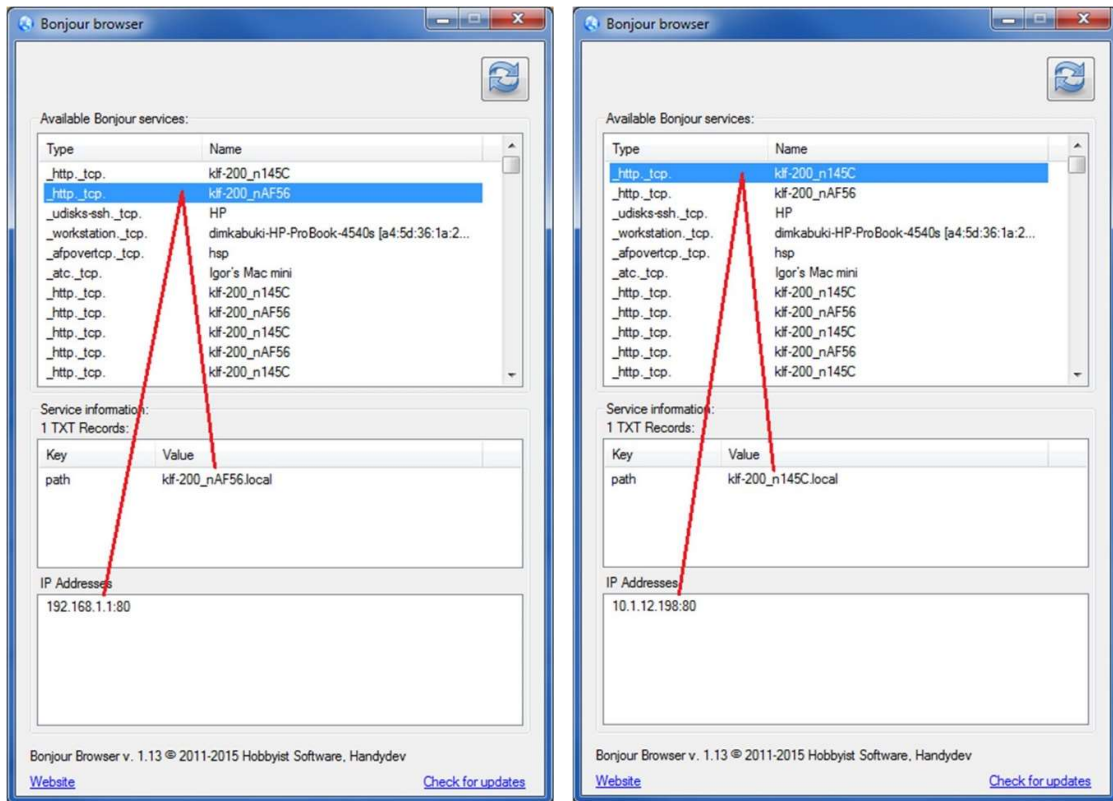 Bonjour browser
Available Bonjour services:
Type Name
_http._tcp. klf-200_n145C
_http._tcp. klf-200_nAF56
_udisks-ssh._tcp. HP
_workstation._tcp. dimkabuki-HP-ProBook-4540s [a4:5d:36:1a:2...
_afpovertcp._tcp. hsp
_atc._tcp. Igor's Mac mini
_http._tcp. klf-200_n145C
_http._tcp. klf-200_nAF56
_http._tcp. klf-200_n145C
_http._tcp. klf-200_nAF56
_http._tcp. klf-200_n145C
Service information:
1 TXT Records:
Key Value
path klf-200_nAF56.local
IP Addresses
192.168.1.1:80
Bonjour Browser v. 1.13 © 2011-2015 Hobbyist Software, Handydev
Website Check for updates
Bonjour browser
Available Bonjour services:
Type Name
_http._tcp. klf-200_n145C
_http._tcp. klf-200_nAF56
_udisks-ssh._tcp. HP
_workstation._tcp. dimkabuki-HP-ProBook-4540s [a4:5d:36:1a:2...
_afpovertcp._tcp. hsp
_atc._tcp. Igor's Mac mini
_http._tcp. klf-200_n145C
_http._tcp. klf-200_nAF56
_http._tcp. klf-200_n145C
_http._tcp. klf-200_nAF56
_http._tcp. klf-200_n145C
Service information:
1 TXT Records:
Key Value
path klf-200_n145C.local
IP Addresses
10.1.12.198:80
Bonjour Browser v. 1.13 © 2011-2015 Hobbyist Software, Handydev
Website Check for updates